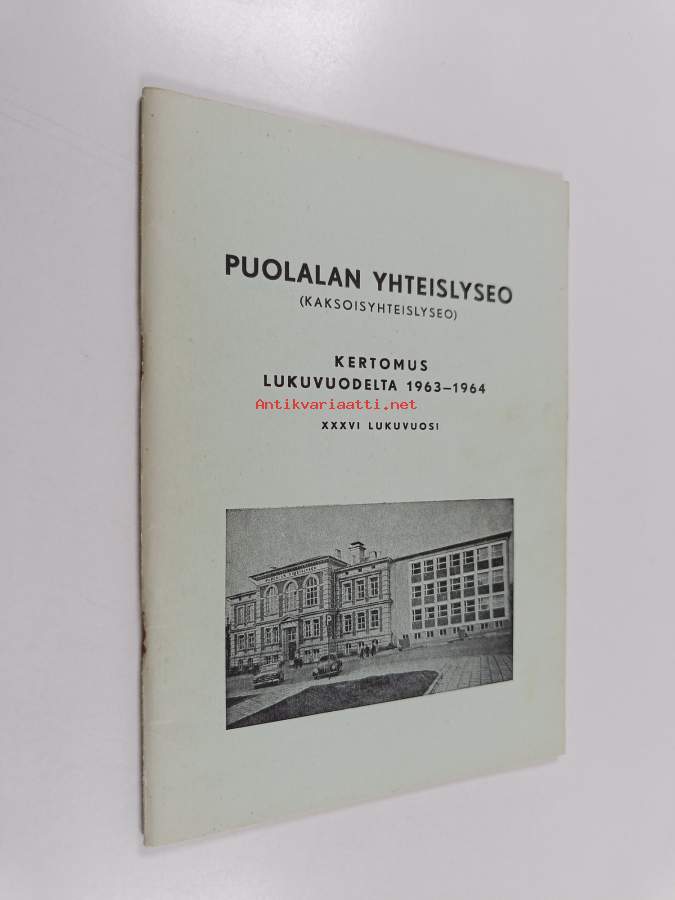 PUOLALAN YHTEISLYSEO
(KAKSOISYHTEISLYSEO)
KERTOMUS
LUKUVUODELTA 1963–1964
Antikvariaatti.net
XXXVI LUKUVUOSI